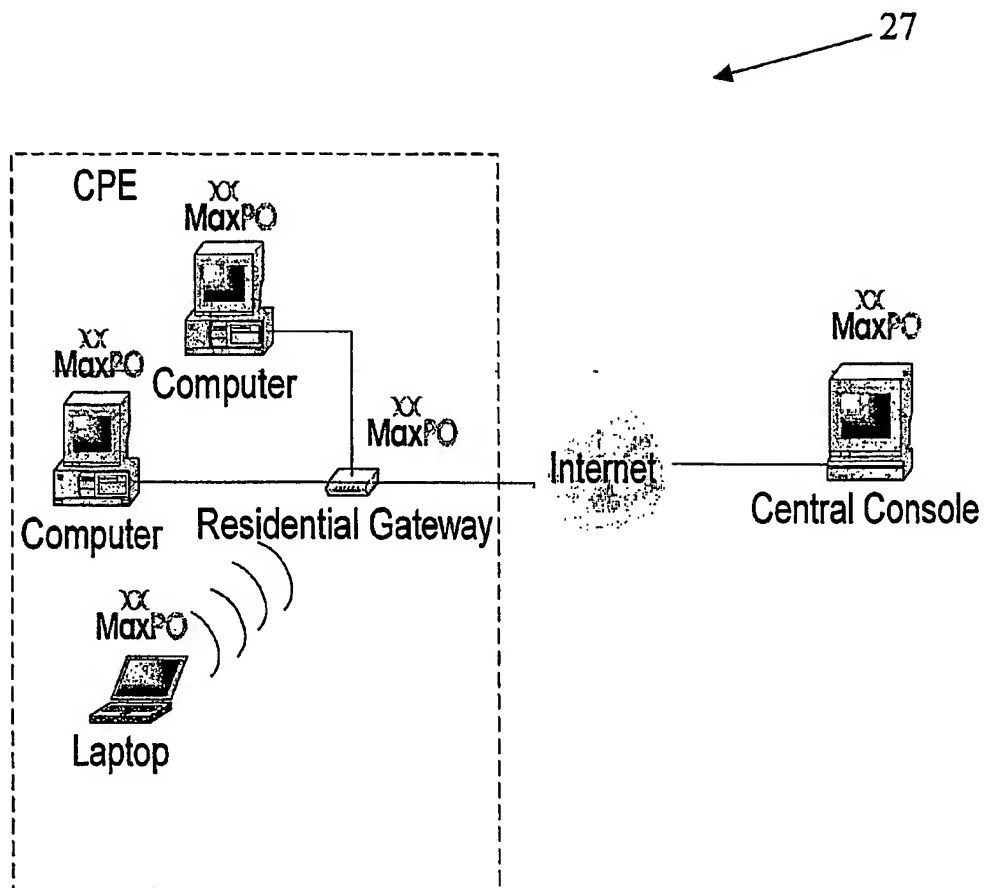 27
CPE
MaxPO
MaxPO
Computer
MaxPO
Computer
Residential Gateway
Internet
MaxPO
Central Console
MaxPO
Laptop